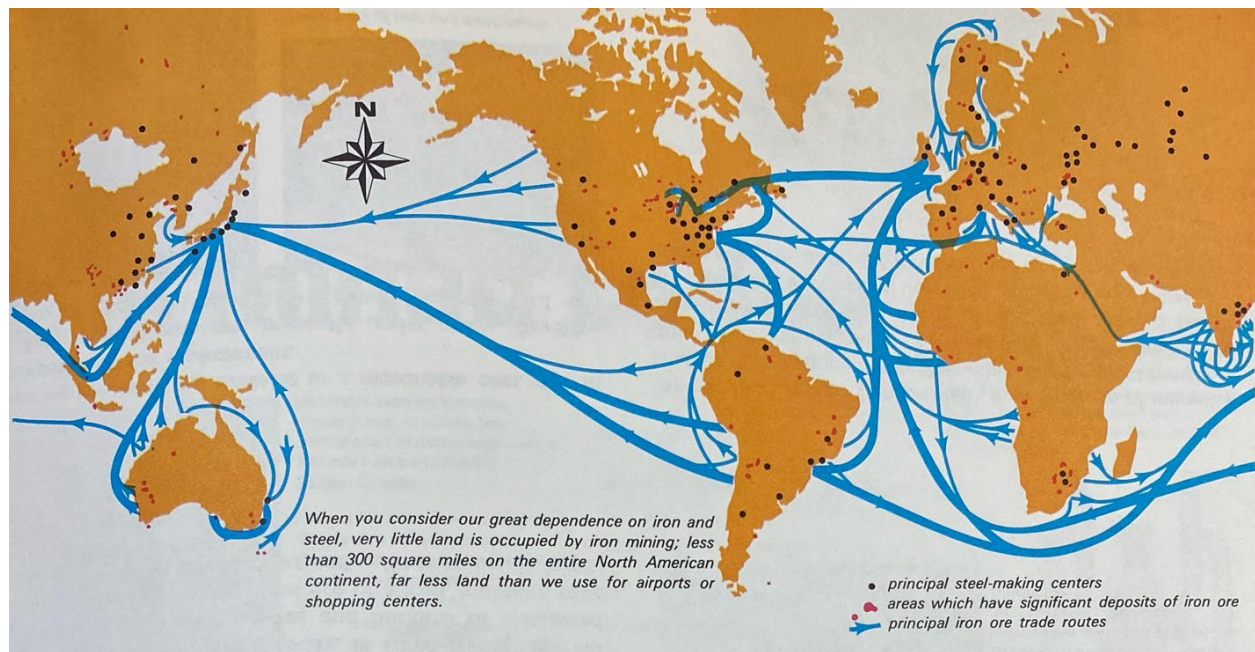 N
When you consider our great dependence on iron and
steel, very little land is occupied by iron mining; less
than 300 square miles on the entire North American
continent, far less land than we use for airports or
shopping centers.
principal steel-making centers
areas which have significant deposits of iron ore
principal iron ore trade routes